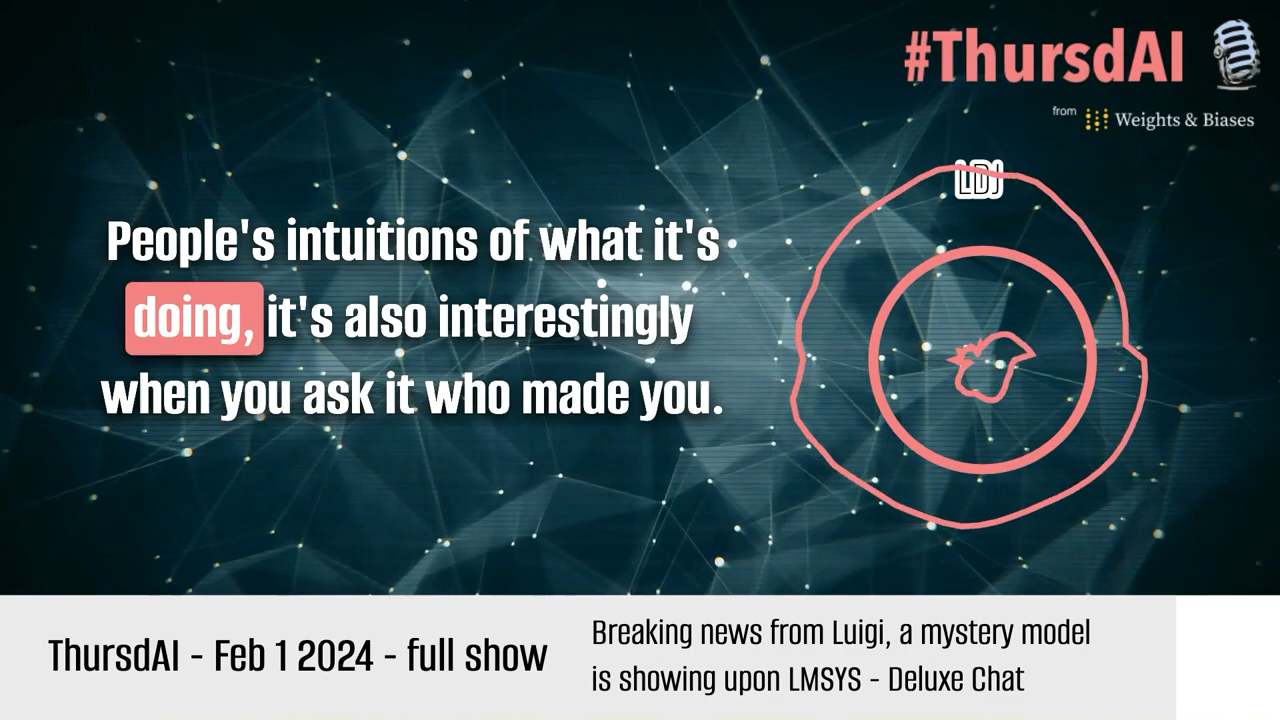 #ThursdAI
from Weights & Biases
LDJ
People's intuitions of what it's
doing, it's also interestingly
when you ask it who made you.
ThursdAI - Feb 1 2024 - full show
Breaking news from Luigi, a mystery model
is showing upon LMSYS - Deluxe Chat